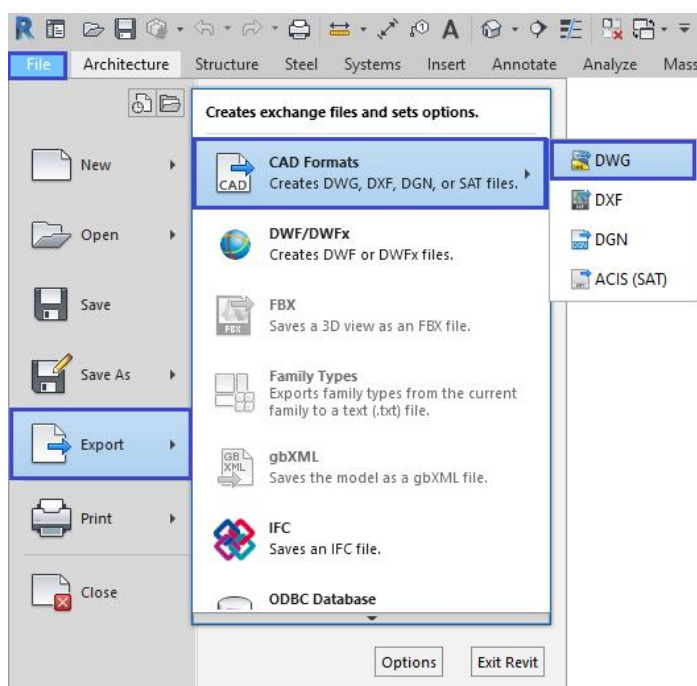 File Architecture Structure Steel Systems Insert Annotate Analyze Mass
Creates exchange files and sets options.
New
Open
Save
Save As
Export
Print
Close
CAD
CAD Formats
Creates DWG, DXF, DGN, or SAT files.
DWF/DWFx
Creates DWF or DWFx files.
FBX
FBX
Saves a 3D view as an FBX file.
Family Types
Exports family types from the current
family to a text (.txt) file.
GB
XML
gbXML
Saves the model as a gbXML file.
IFC
Saves an IFC file.
ODBC Database
DWG
DXF
DGN
ACIS (SAT)
Options
Exit Revit